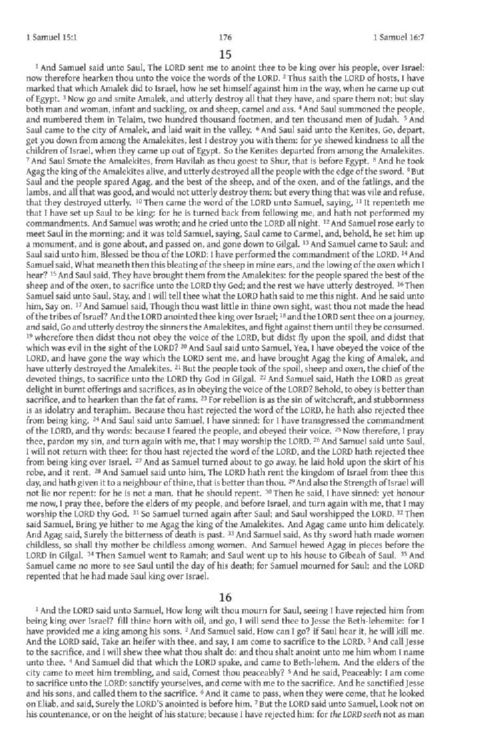 1 Samuel 15:1 176 1 Samuel 16:7
15
1 And Samuel said unto Saul, The LORD sent me to anoint thee to be king over his people, over Israel:
now therefore hearken thou unto the voice the words of the LORD. 2 Thus saith the LORD of hosts, I have
marked that which Amalek did to Israel, how he set himself against him in the way, when he came up out
of Egypt. 3 Now go and smite Amalek, and utterly destroy all that they have, and spare them not; but slay
both man and woman, infant and suckling, ox and sheep, camel and ass. 4 And Saul summoned the people,
and numbered them in Telaim, two hundred thousand footmen, and ten thousand men of Judah. 5 And
Saul came to the city of Amalek, and laid wait in the valley. 6 And Saul said unto the Kenites, Go, depart,
get you down from among the Amalekites, lest I destroy you with them: for ye shewed kindness to all the
children of Israel, when they came up out of Egypt. So the Kenites departed from among the Amalekites.
7 And Saul Smote the Amalekites, from Havilah as thou goest to Shur, that is before Egypt. 8 And he took
Agag the king of the Amalekites alive, and utterly destroyed all the people with the edge of the sword. 9 But
Saul and the people spared Agag, and the best of the sheep, and of the oxen, and of the fatlings, and the
lambs, and all that was good, and would not utterly destroy them: but every thing that was vile and refuse,
that they destroyed utterly. 10 Then came the word of the LORD unto Samuel, saying, 11 It repenteth me
that I have set up Saul to be king: for he is turned back from following me, and hath not performed my
commandments. And Samuel was wroth; and he cried unto the LORD all night. 12 And Samuel rose early to
meet Saul in the morning; and it was told Samuel, saying, Saul came to Carmel, and, behold, he set him up
a monument, and is gone about, and passed on, and gone down to Gilgal. 13 And Samuel came to Saul: and
Saul said unto him, Blessed be thou of the LORD: I have performed the commandment of the LORD. 14 And
Samuel said, What meaneth then this bleating of the sheep in mine ears, and the lowing of the oxen which I
hear? 15 And Saul said, They have brought them from the Amalekites: for the people spared the best of the
sheep and of the oxen, to sacrifice unto the LORD thy God; and the rest we have utterly destroyed. 16 Then
Samuel said unto Saul, Stay, and I will tell thee what the LORD hath said to me this night. And he said unto
him, Say on. 17 And Samuel said, Though thou wast little in thine own sight, wast thou not made the head
of the tribes of Israel? And the LORD anointed thee king over Israel; 18 and the LORD sent thee on a journey,
and said, Go and utterly destroy the sinners the Amalekites, and fight against them until they be consumed.
19 wherefore then didst thou not obey the voice of the LORD, but didst fly upon the spoil, and didst that
which was evil in the sight of the LORD? 20 And Saul said unto Samuel, Yea, I have obeyed the voice of the
LORD, and have gone the way which the LORD sent me, and have brought Agag the king of Amalek, and
have utterly destroyed the Amalekites. 21 But the people took of the spoil, sheep and oxen, the chief of the
devoted things, to sacrifice unto the LORD thy God in Gilgal. 22 And Samuel said, Hath the LORD as great
delight in burnt offerings and sacrifices, as in obeying the voice of the LORD? Behold, to obey is better than
sacrifice, and to hearken than the fat of rams. 23 For rebellion is as the sin of witchcraft, and stubbornness
is as idolatry and teraphim. Because thou hast rejected the word of the LORD, he hath also rejected thee
from being king. 24 And Saul said unto Samuel, I have sinned: for I have transgressed the commandment
of the LORD, and thy words: because I feared the people, and obeyed their voice. 25 Now therefore, I pray
thee, pardon my sin, and turn again with me, that I may worship the LORD. 26 And Samuel said unto Saul,
I will not return with thee: for thou hast rejected the word of the LORD, and the LORD hath rejected thee
from being king over Israel. 27 And as Samuel turned about to go away, he laid hold upon the skirt of his
robe, and it rent. 28 And Samuel said unto him, The LORD hath rent the kingdom of Israel from thee this
day, and hath given it to a neighbour of thine, that is better than thou. 29 And also the Strength of Israel will
not lie nor repent: for he is not a man. that he should repent. 30 Then he said, I have sinned: yet honour
me now, I pray thee, before the elders of my people, and before Israel, and turn again with me, that I may
worship the LORD thy God. 31 So Samuel turned again after Saul; and Saul worshipped the LORD. 32 Then
said Samuel, Bring ye hither to me Agag the king of the Amalekites. And Agag came unto him delicately.
And Agag said, Surely the bitterness of death is past. 33 And Samuel said, As thy sword hath made women
childless, so shall thy mother be childless among women. And Samuel hewed Agag in pieces before the
LORD in Gilgal. 34 Then Samuel went to Ramah; and Saul went up to his house to Gibeah of Saul. 35 And
Samuel came no more to see Saul until the day of his death; for Samuel mourned for Saul: and the LORD
repented that he had made Saul king over Israel.
16
1 And the LORD said unto Samuel, How long wilt thou mourn for Saul, seeing I have rejected him from
being king over Israel? fill thine horn with oil, and go, I will send thee to Jesse the Beth-lehemite: for I
have provided me a king among his sons. 2 And Samuel said, How can I go? if Saul hear it, he will kill me.
And the LORD said, Take an heifer with thee, and say, I am come to sacrifice to the LORD. 3 And call Jesse
to the sacrifice, and I will shew thee what thou shalt do: and thou shalt anoint unto me him whom I name
unto thee. 4 And Samuel did that which the LORD spake, and came to Beth-lehem. And the elders of the
city came to meet him trembling, and said, Comest thou peaceably? 5 And he said, Peaceably: I am come
to sacrifice unto the LORD: sanctify yourselves, and come with me to the sacrifice. And he sanctified Jesse
and his sons, and called them to the sacrifice. 6 And it came to pass, when they were come, that he looked
on Eliab, and said, Surely the LORD'S anointed is before him. 7 But the LORD said unto Samuel, Look not on
his countenance, or on the height of his stature; because I have rejected him: for the LORD seeth not as man